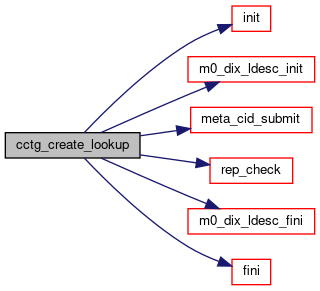 init
m0_dix_ldesc_init
meta_cid_submit
cctg_create_lookup
rep_check
m0_dix_ldesc_fini
fini